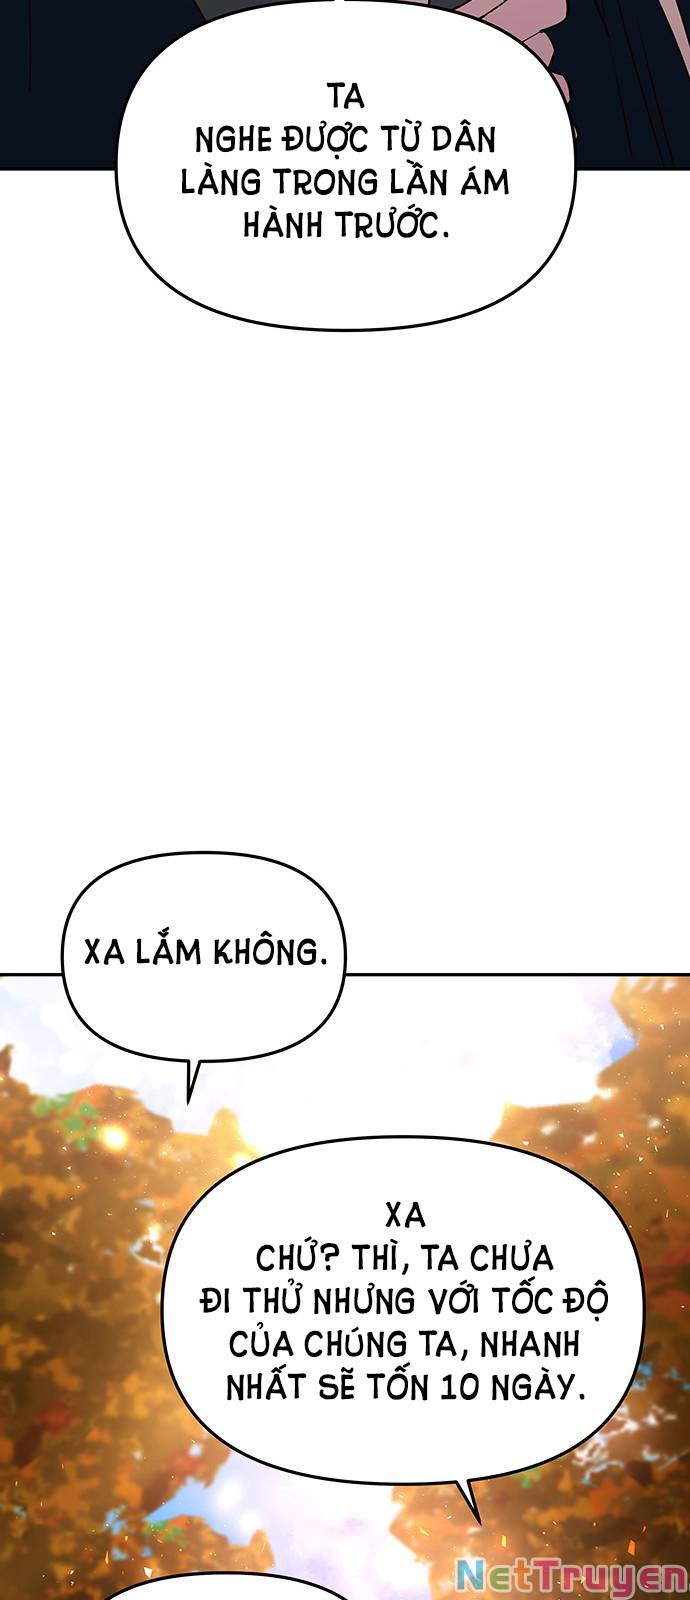 TA
NGHE ĐƯỢC TỪ DÂN
LÀNG TRONG LẦN ÁM
HÀNH TRƯỚC.
XA LẮM KHÔNG.
XA
CHỨ? THÌ, TA CHƯA
ĐI THỬ NHƯNG VỚI TỐC ĐỘ
CỦA CHÚNG TA, NHANH
NHẤT SẼ TỐN 10 NGÀY.
NetTruyen